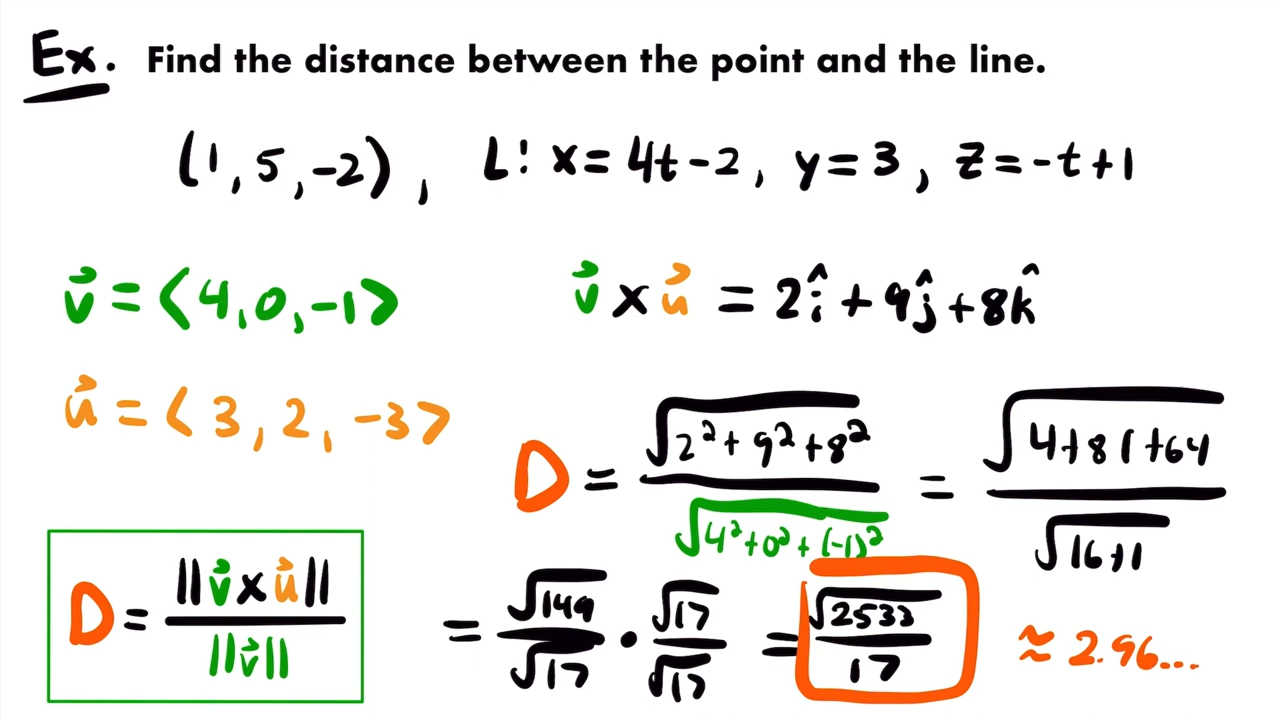 Ex. Find the distance between the point and the line.
(1, 5, -2), L: x = 4t - 2, y = 3, z = -t + 1
v⃗ = ⟨4, 0, -1⟩
v⃗ x u⃗ = 2î + 9ĵ + 8k̂
u⃗ = ⟨3, 2, -3⟩
D = √(2² + 9² + 8²) / √(4² + 0² + (-1)²) = √(4 + 81 + 64) / √(16 + 1)
D = ||v⃗ x u⃗|| / ||v⃗||
= √149 / √17 • √17 / √17 = √2533 / 17 ≈ 2.96...